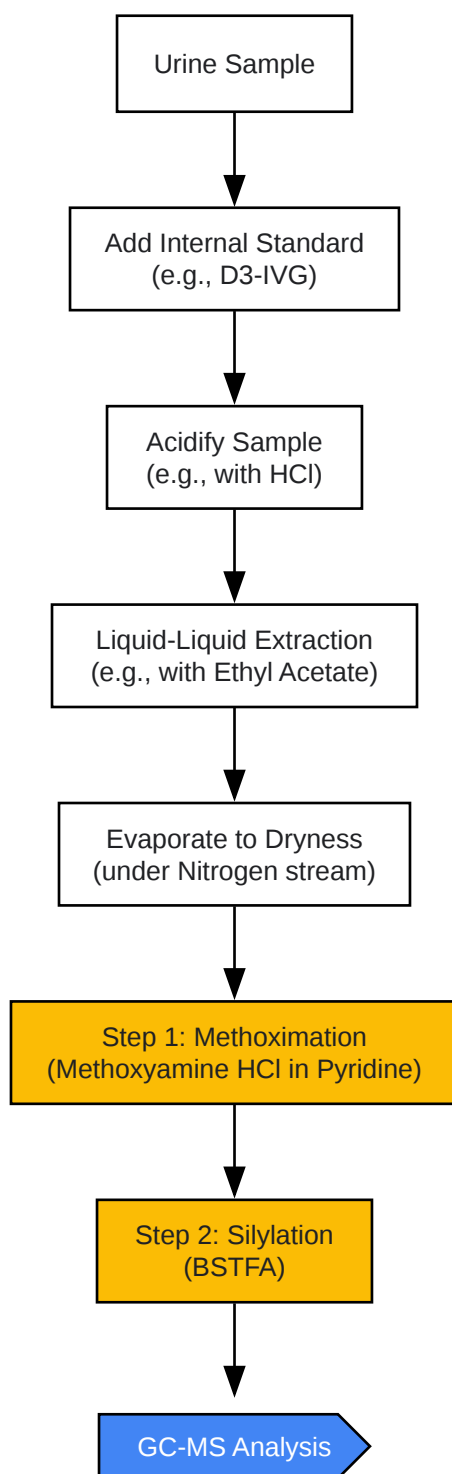 Urine Sample
Add Internal Standard
(e.g., D3-IVG)
Acidify Sample
(e.g., with HCl)
Liquid-Liquid Extraction
(e.g., with Ethyl Acetate)
Evaporate to Dryness
(under Nitrogen stream)
Step 1: Methoximation
(Methoxyamine HCl in Pyridine)
Step 2: Silylation
(BSTFA)
GC-MS Analysis